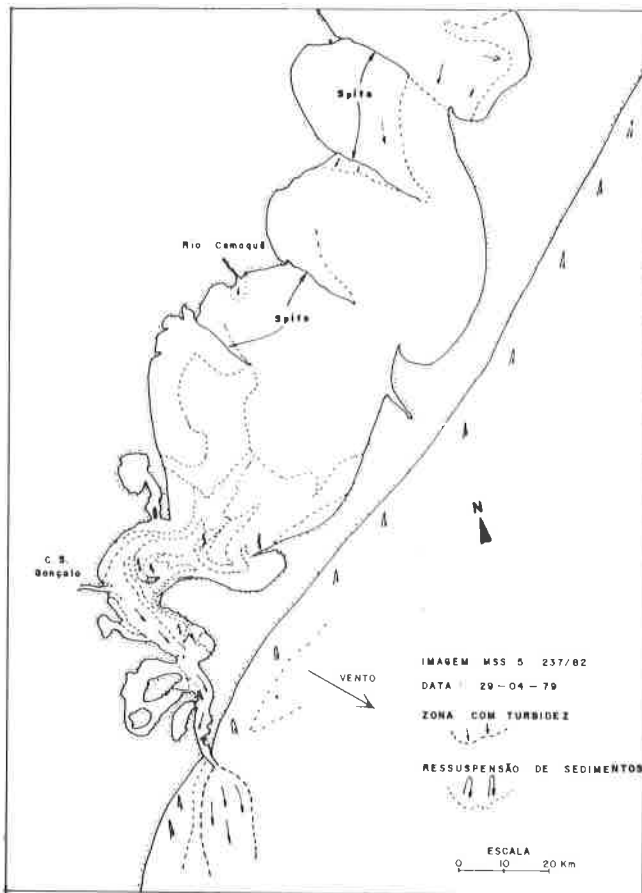 Spits
Rio Camaquã
Spits
N
C. S.
Gonçalo
VENTO
IMAGEM MSS 5 237/82
DATA 29-04-79
ZONA COM TURBIDEZ
RESSUSPENSÃO DE SEDIMENTOS
ESCALA
0 10 20 Km